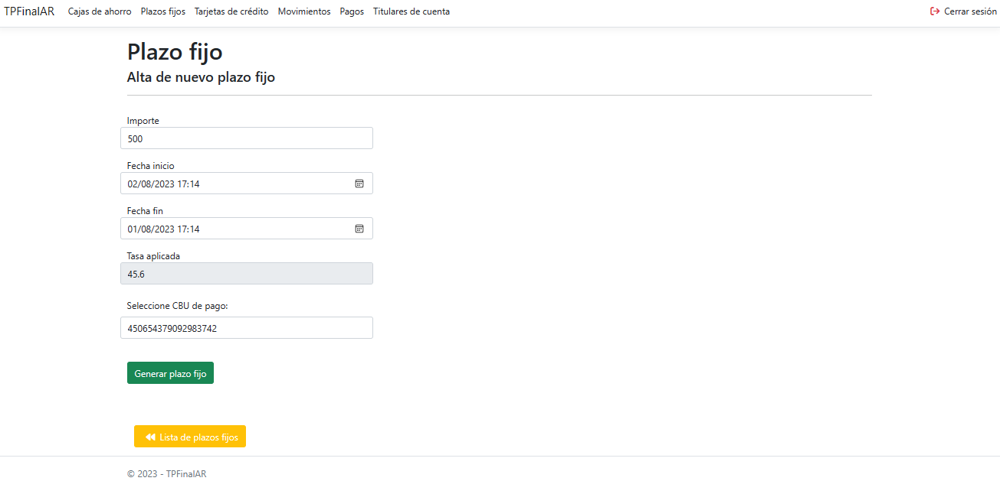 TPFinalAR Cajas de ahorro Plazos fijos Tarjetas de crédito Movimientos Pagos Titulares de cuenta Cerrar sesión
Plazo fijo
Alta de nuevo plazo fijo
Importe
500
Fecha inicio
02/08/2023 17:14
Fecha fin
01/08/2023 17:14
Tasa aplicada
45.6
Seleccione CBU de pago:
450654379092983742
Generar plazo fijo
Lista de plazos fijos
© 2023 - TPFinalAR